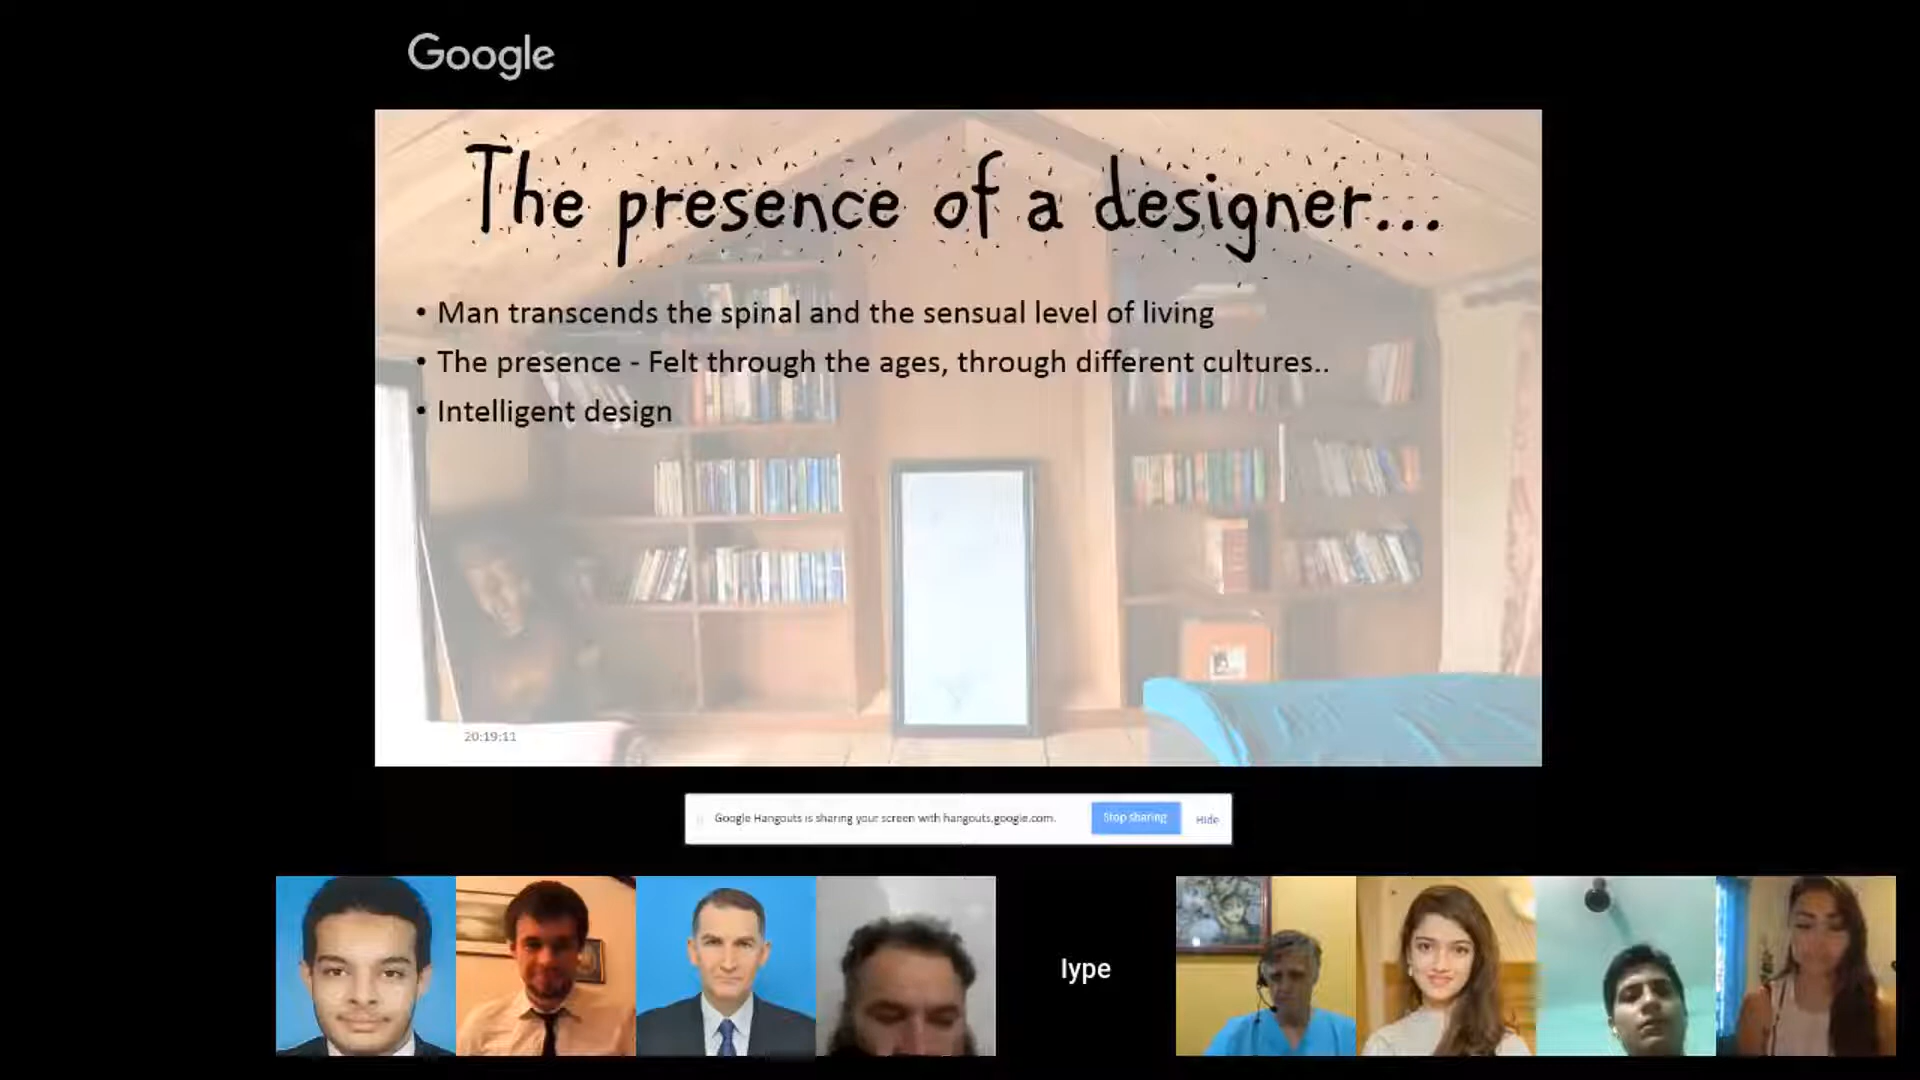 Google
The presence of a designer...
• Man transcends the spinal and the sensual level of living
• The presence - Felt through the ages, through different cultures..
• Intelligent design
20:19:11
Google Hangouts is sharing your screen with hangouts.google.com.
Stop sharing
Hide
Iype